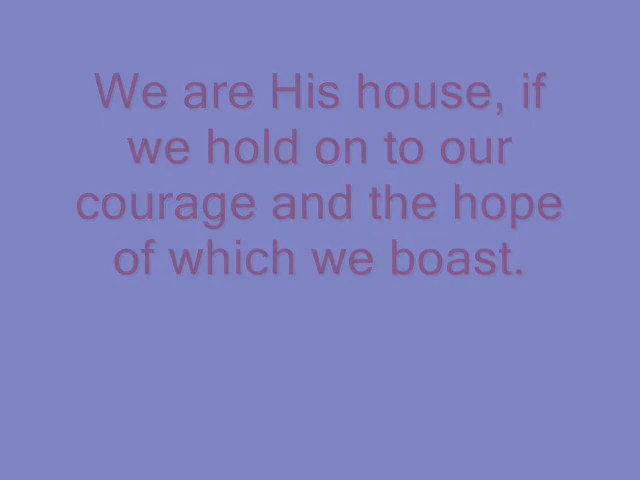 We are His house, if
we hold on to our
courage and the hope
of which we boast.